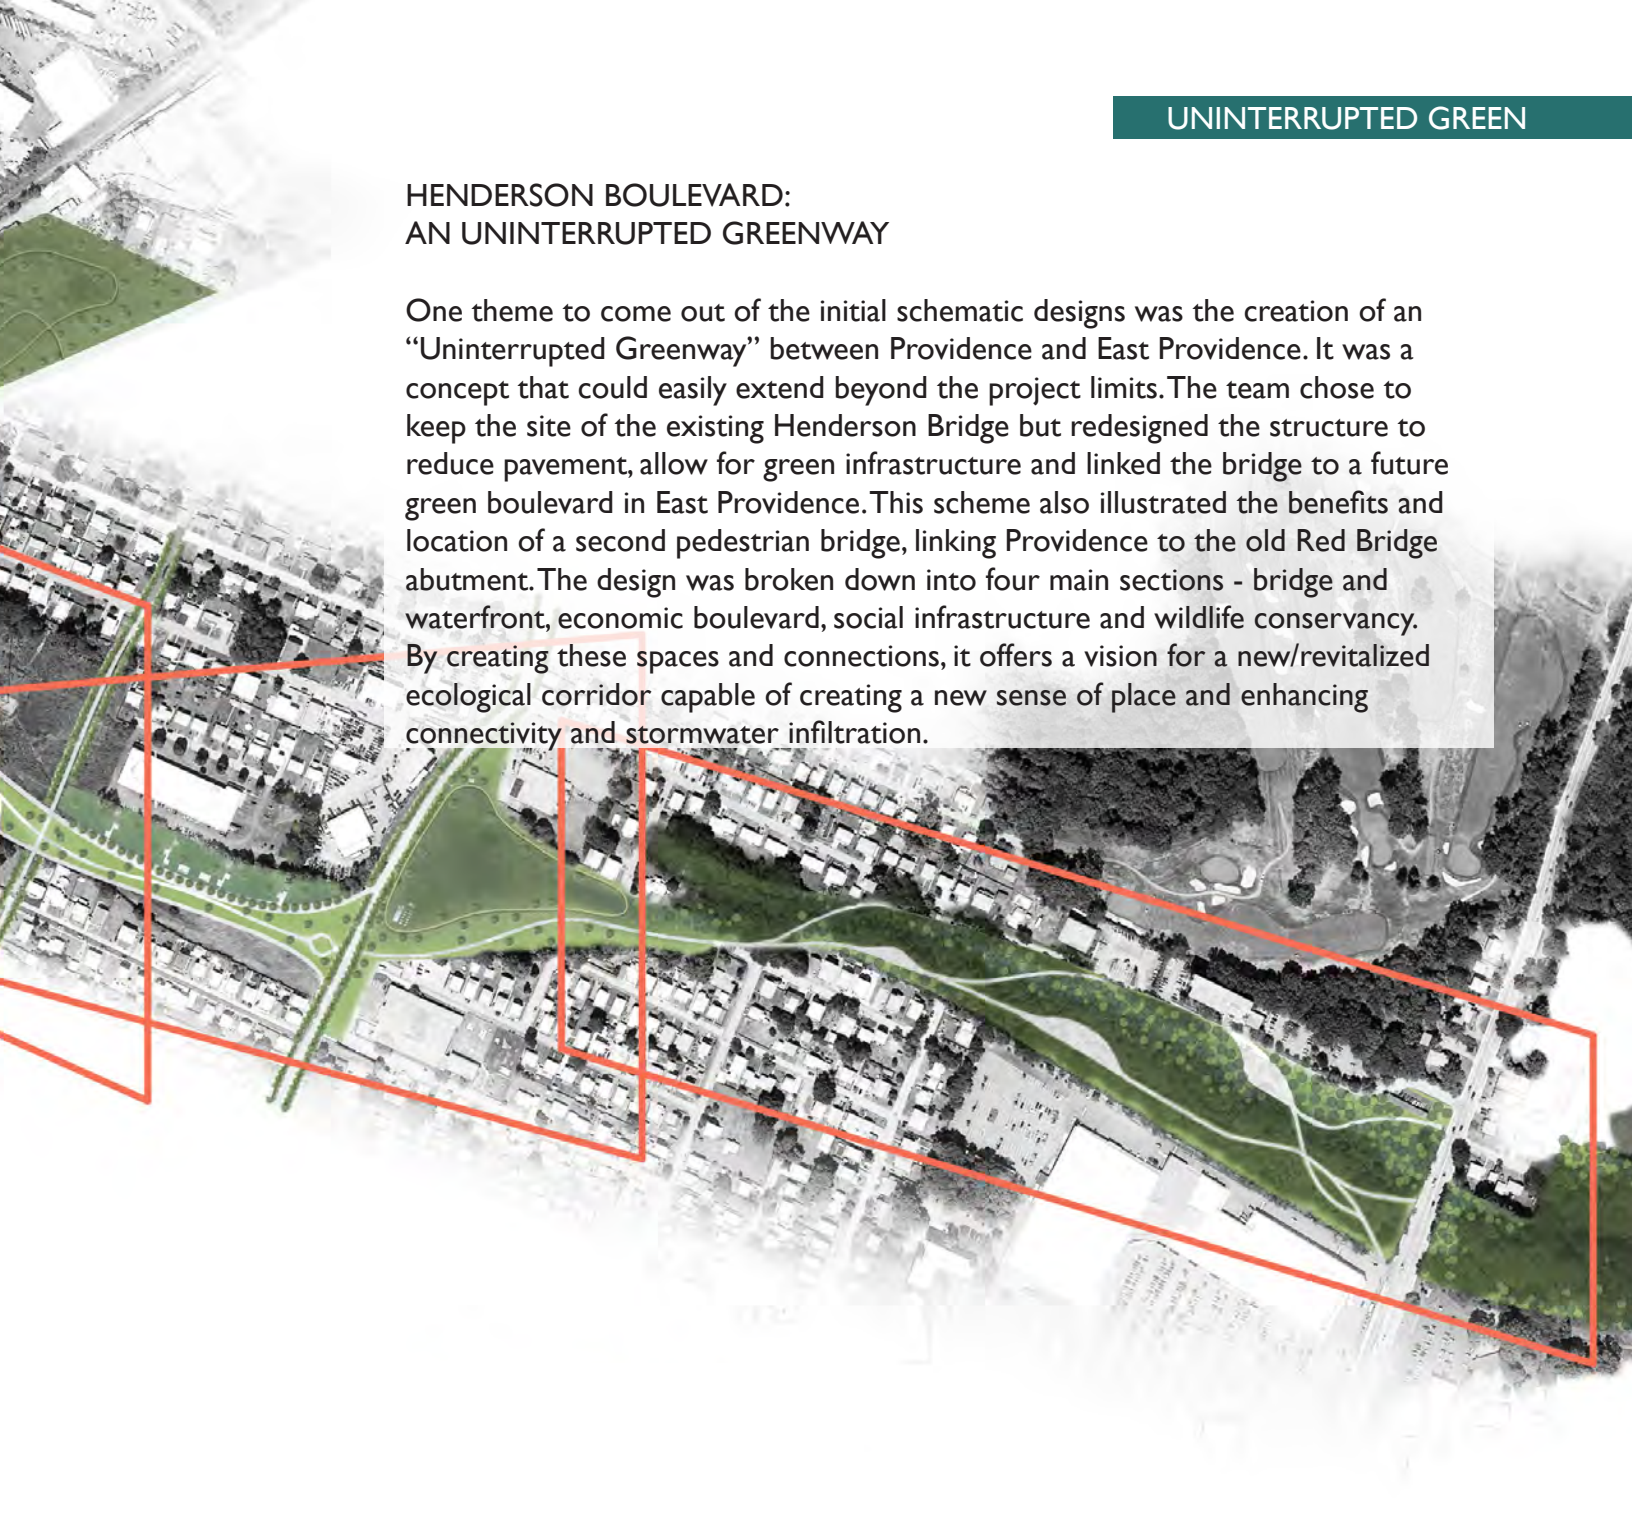 UNINTERRUPTED GREEN
HENDERSON BOULEVARD:
AN UNINTERRUPTED GREENWAY
One theme to come out of the initial schematic designs was the creation of an
“Uninterrupted Greenway” between Providence and East Providence. It was a
concept that could easily extend beyond the project limits. The team chose to
keep the site of the existing Henderson Bridge but redesigned the structure to
reduce pavement, allow for green infrastructure and linked the bridge to a future
green boulevard in East Providence. This scheme also illustrated the benefits and
location of a second pedestrian bridge, linking Providence to the old Red Bridge
abutment. The design was broken down into four main sections - bridge and
waterfront, economic boulevard, social infrastructure and wildlife conservancy.
By creating these spaces and connections, it offers a vision for a new/revitalized
ecological corridor capable of creating a new sense of place and enhancing
connectivity and stormwater infiltration.